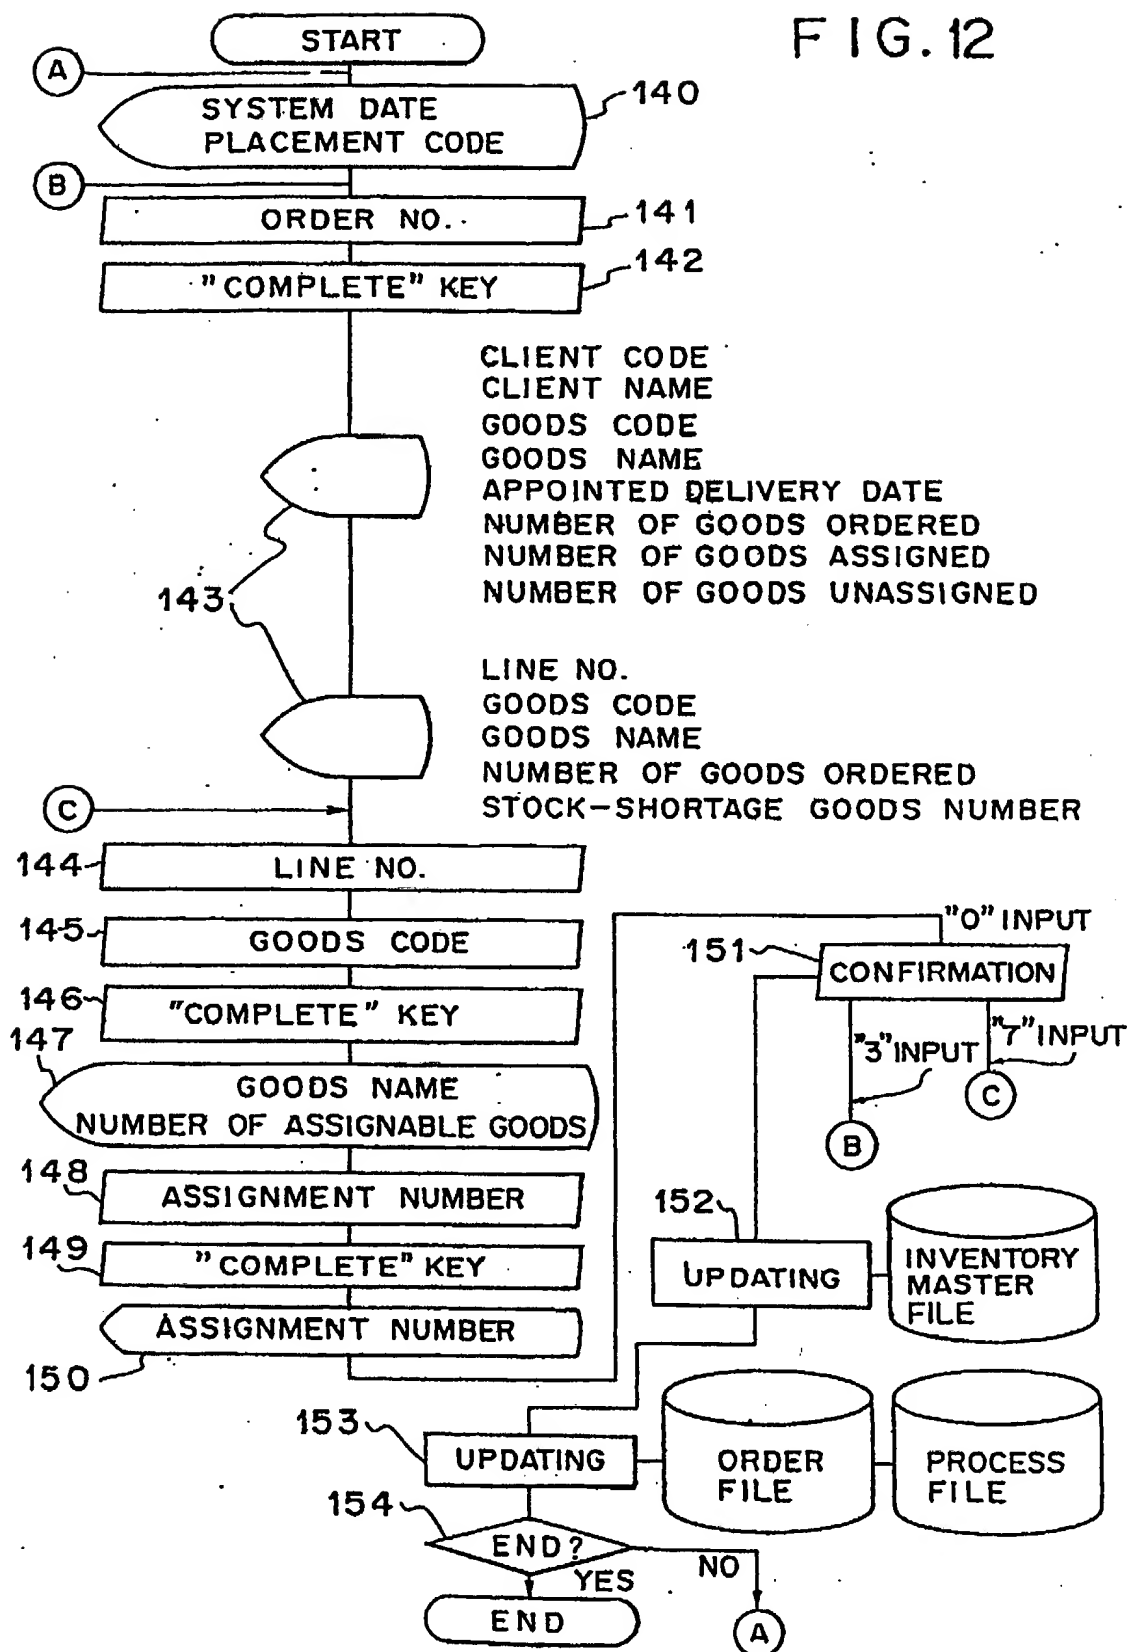 FIG. 12
START
A
SYSTEM DATE
PLACEMENT CODE
140
B
ORDER NO.
141
"COMPLETE" KEY
142
CLIENT CODE
CLIENT NAME
GOODS CODE
GOODS NAME
APPOINTED DELIVERY DATE
NUMBER OF GOODS ORDERED
NUMBER OF GOODS ASSIGNED
NUMBER OF GOODS UNASSIGNED
143
LINE NO.
GOODS CODE
GOODS NAME
NUMBER OF GOODS ORDERED
STOCK-SHORTAGE GOODS NUMBER
C
144
LINE NO.
145
GOODS CODE
146
"COMPLETE" KEY
147
GOODS NAME
NUMBER OF ASSIGNABLE GOODS
148
ASSIGNMENT NUMBER
149
"COMPLETE" KEY
ASSIGNMENT NUMBER
150
"0" INPUT
151
CONFIRMATION
"3" INPUT
"7" INPUT
C
B
152
UPDATING
INVENTORY
MASTER
FILE
153
UPDATING
ORDER
FILE
PROCESS
FILE
154
END?
NO
YES
END
A